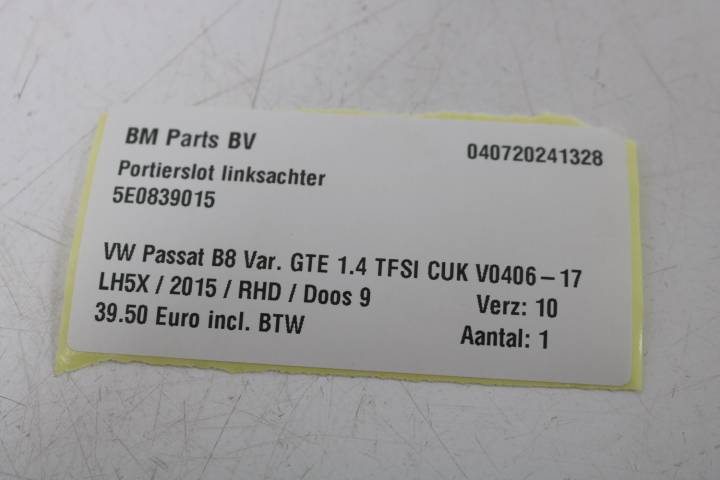 BM Parts BV 040720241328
Portierslot linksachter
5E0839015
VW Passat B8 Var. GTE 1.4 TFSI CUK V0406-17
LH5X / 2015 / RHD / Doos 9 Verz: 10
39.50 Euro incl. BTW Aantal: 1